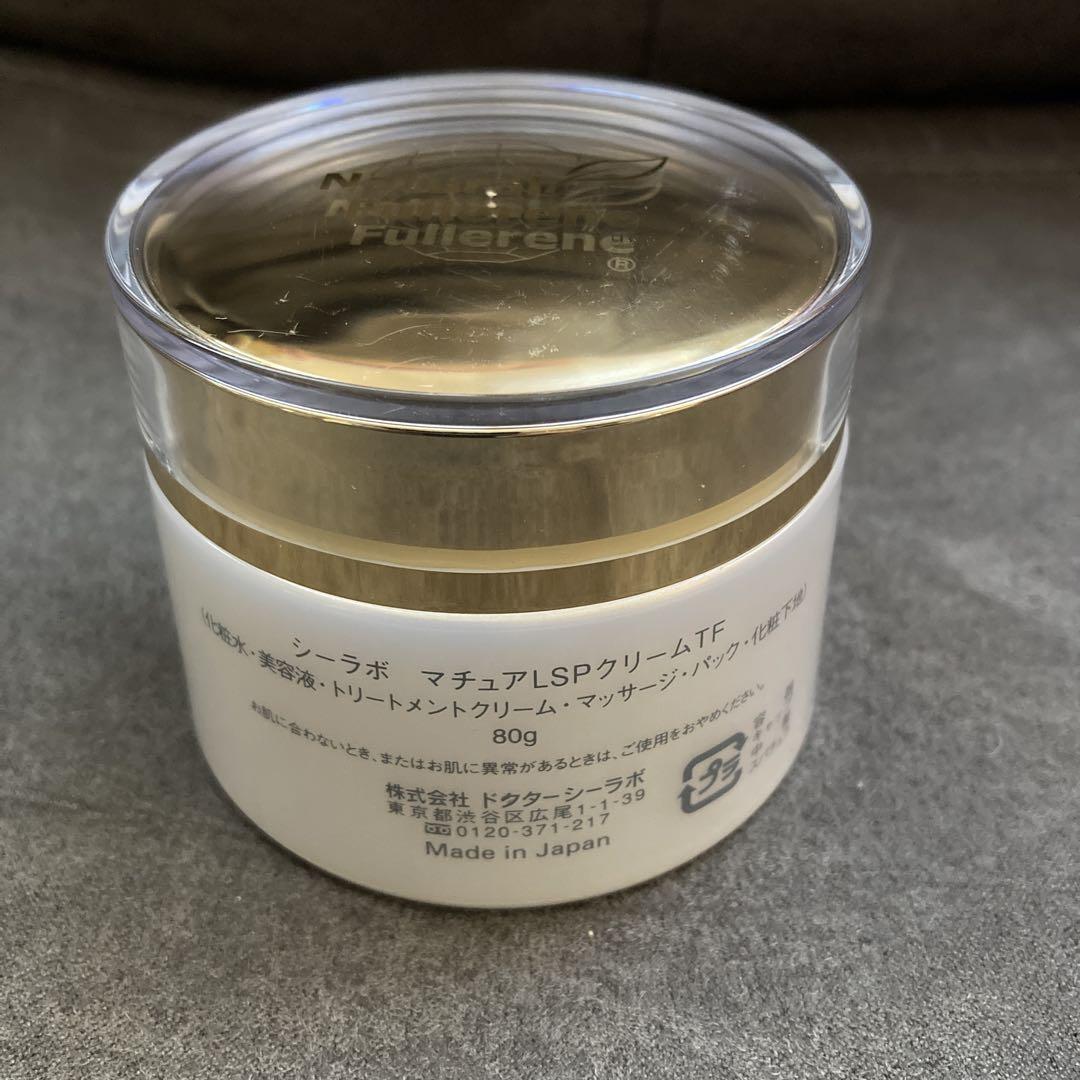 Natural
Fullerene
®
シーラボ マチュアLSPクリームTF
(化粧水・美容液・トリートメントクリーム・マッサージ・パック・化粧下地)
80g
お肌に合わないとき、またはお肌に異常があるときは、ご使用をおやめください。
プラ
株式会社 ドクターシーラボ
東京都渋谷区広尾1-1-39
0120-371-217
Made in Japan